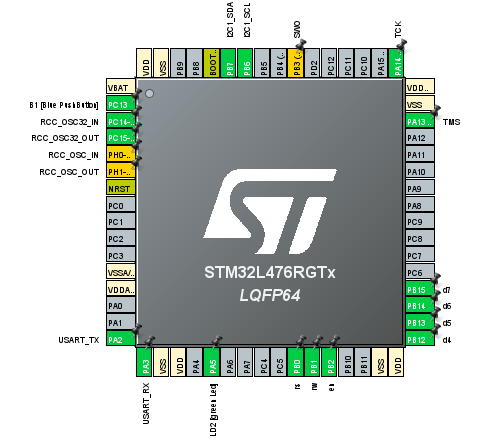 I2C1_SDA
I2C1_SCL
SWO
TCK
VDD
VSS
PB9
PB8
BOOT..
PB7
PB6
PB5
PB4 (..
PB3 (..
PD2
PC12
PC11
PC10
PA15..
PA14..
VBAT
B1 [Blue PushButton] PC13..
RCC_OSC32_IN PC14-..
RCC_OSC32_OUT PC15-..
RCC_OSC_IN PH0-..
RCC_OSC_OUT PH1-..
NRST
PC0
PC1
PC2
PC3
VSSA/..
VDDA..
PA0
PA1
USART_TX PA2
STM32L476RGTx
LQFP64
VDD..
VSS
PA13.. TMS
PA12
PA11
PA10
PA9
PA8
PC9
PC8
PC7
PC6
PB15 d7
PB14 d6
PB13 d5
PB12 d4
PA3
VSS
VDD
PA4
PA5
PA6
PA7
PC4
PC5
PB0
PB1
PB2
PB10
PB11
VSS
VDD
USART_RX
LD2 [Green Led]
rs
rw
en